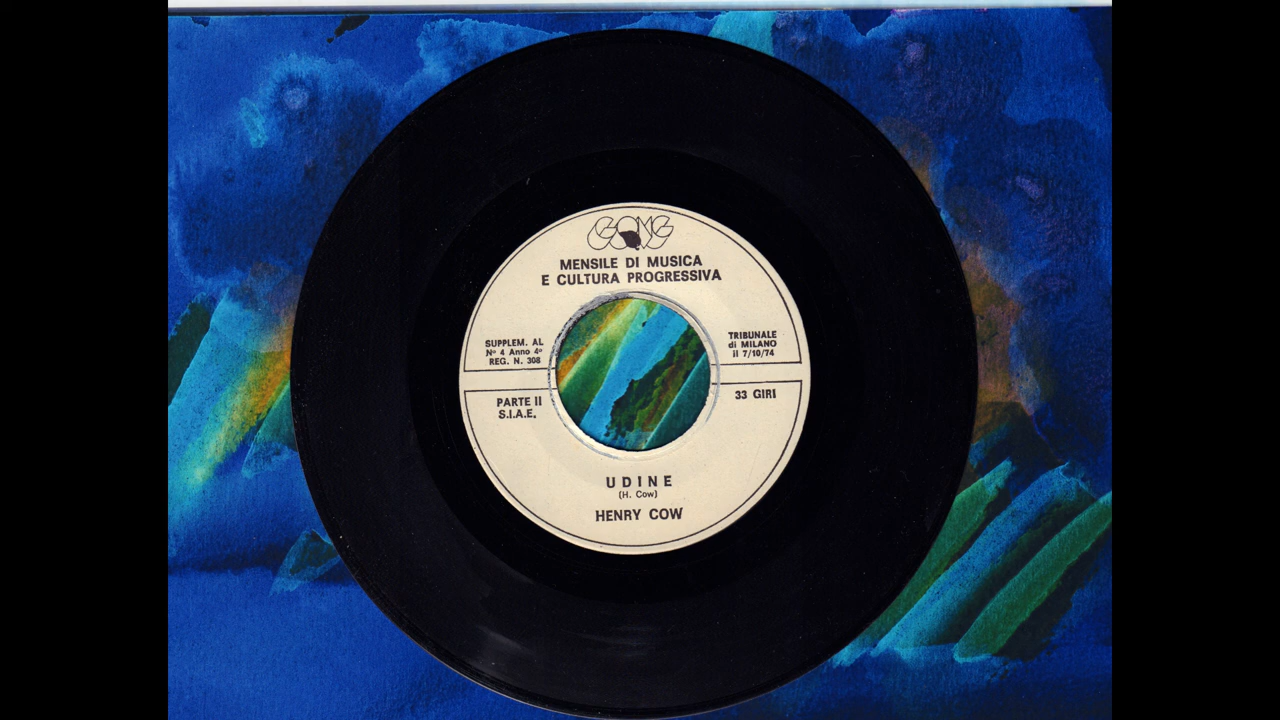 GONG
MENSILE DI MUSICA
E CULTURA PROGRESSIVA
SUPPLEM. AL
Nº 4 Anno 4º
REG. N. 308
TRIBUNALE
di MILANO
il 7/10/74
PARTE II
S.I.A.E.
33 GIRI
UDINE
(H. Cow)
HENRY COW